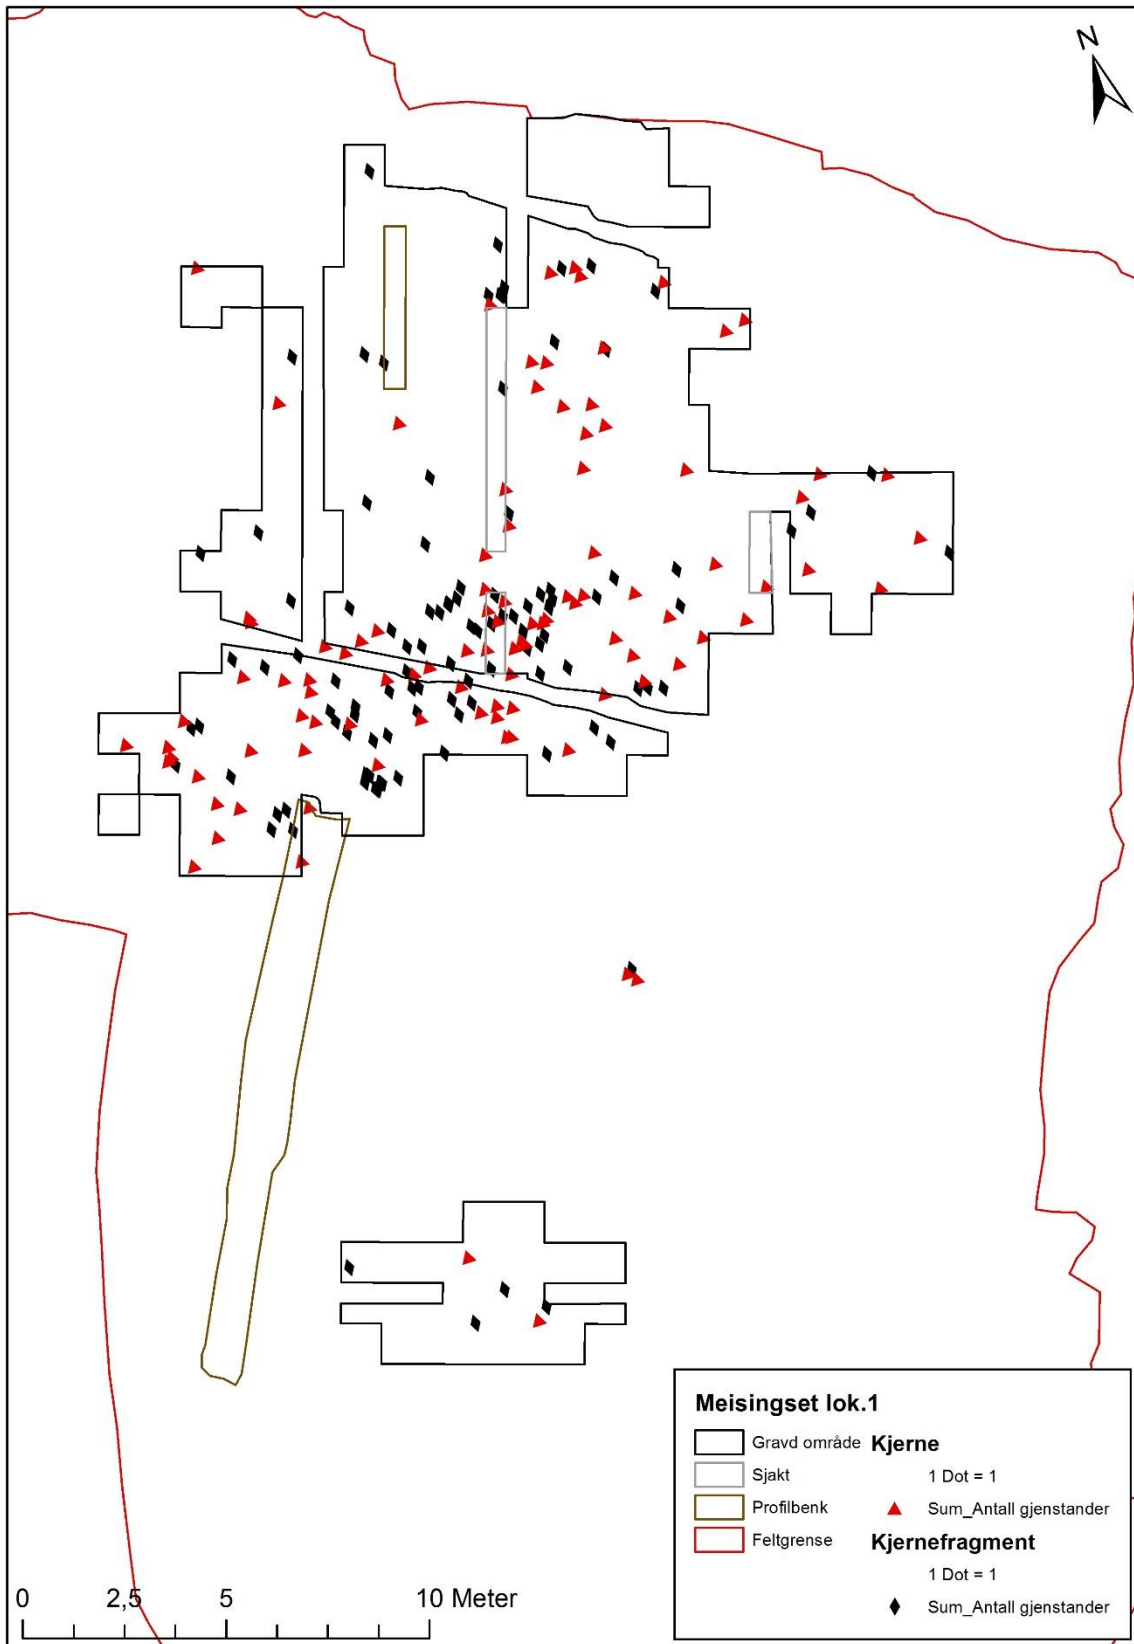 N
Meisingset lok.1
Gravd område
Sjakt
Profilbenk
Feltgrense
Kjerne
1 Dot = 1
Sum_Antall gjenstander
Kjernefragment
1 Dot = 1
Sum_Antall gjenstander
0 2,5 5 10 Meter